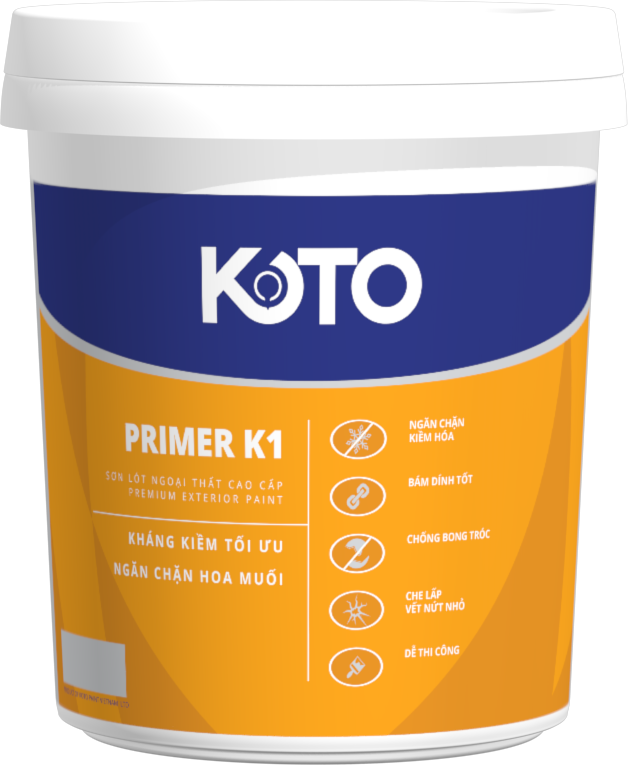 KOTO
PRIMER K1
SƠN LÓT NGOẠI THẤT CAO CẤP
PREMIUM EXTERIOR PAINT
KHÁNG KIỀM TỐI ƯU
NGĂN CHẶN HOA MUỐI
NGĂN CHẶN
KIỀM HÓA
BÁM DÍNH TỐT
CHỐNG BONG TRÓC
CHE LẤP
VẾT NỨT NHỎ
DỄ THI CÔNG